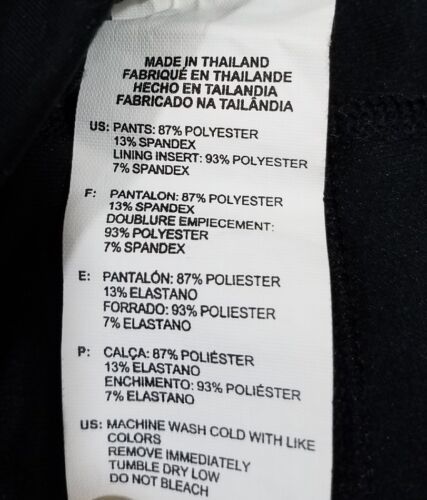 MADE IN THAILAND
FABRIQUÉ EN THAILANDE
HECHO EN TAILANDIA
FABRICADO NA TAILÂNDIA
US: PANTS: 87% POLYESTER
13% SPANDEX
LINING INSERT: 93% POLYESTER
7% SPANDEX
F: PANTALON: 87% POLYESTER
13% SPANDEX
DOUBLURE EMPIECEMENT:
93% POLYESTER
7% SPANDEX
E: PANTALÓN: 87% POLIESTER
13% ELASTANO
FORRADO: 93% POLIESTER
7% ELASTANO
P: CALÇA: 87% POLIÉSTER
13% ELASTANO
ENCHIMENTO: 93% POLIÉSTER
7% ELASTANO
US: MACHINE WASH COLD WITH LIKE
COLORS
REMOVE IMMEDIATELY
TUMBLE DRY LOW
DO NOT BLEACH